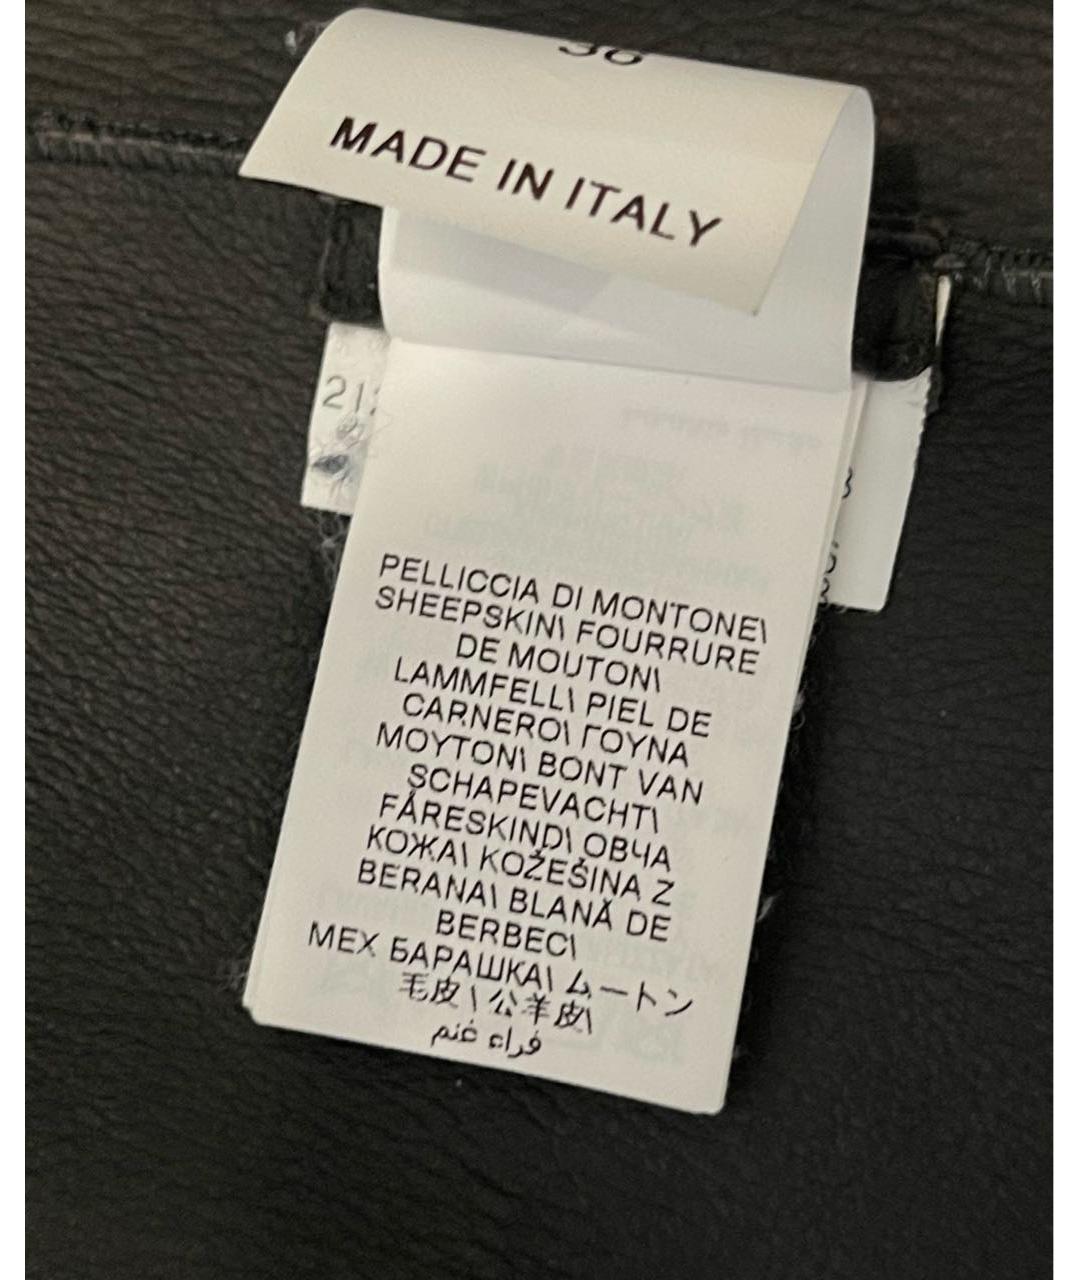 36
MADE IN ITALY
PELLICCIA DI MONTONE\
SHEEPSKIN\ FOURRURE
DE MOUTON\
LAMMFELL\ PIEL DE
CARNERO\ ΓΟΥΝΑ
ΜΟΥΤΟΝ\ BONT VAN
SCHAPEVACHT\
FÅRESKIND\ ОВЧА
КОЖА\ KOŽEŠINA Z
BERANA\ BLANĂ DE
BERBEC\
МЕХ БАРАШКА\ ムートン
毛皮\公羊皮\
فراء غنم